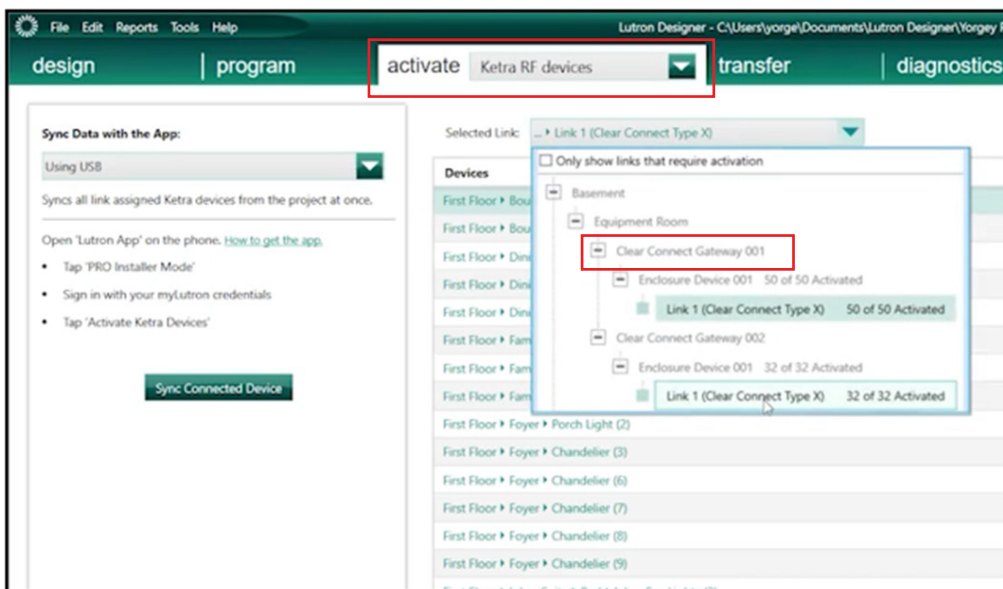 File Edit Reports Tools Help
Lutron Designer - C:\Users\yorge\Documents\Lutron Designer\Yorgey
design | program activate Ketra RF devices transfer | diagnostics
Sync Data with the App:
Using USB
Syncs all link assigned Ketra devices from the project at once.
Open 'Lutron App' on the phone. How to get the app.
• Tap 'PRO Installer Mode'
• Sign in with your myLutron credentials
• Tap 'Activate Ketra Devices'
Sync Connected Device
Selected Link: ... ▸ Link 1 (Clear Connect Type X)
Only show links that require activation
Basement
Equipment Room
Clear Connect Gateway 001
Enclosure Device 001 50 of 50 Activated
Link 1 (Clear Connect Type X) 50 of 50 Activated
Clear Connect Gateway 002
Enclosure Device 001 32 of 32 Activated
Link 1 (Clear Connect Type X) 32 of 32 Activated
Devices
First Floor ▸ Bou
First Floor ▸ Bou
First Floor ▸ Din
First Floor ▸ Din
First Floor ▸ Din
First Floor ▸ Fam
First Floor ▸ Fam
First Floor ▸ Fam
First Floor ▸ Foyer ▸ Porch Light (2)
First Floor ▸ Foyer ▸ Chandelier (3)
First Floor ▸ Foyer ▸ Chandelier (6)
First Floor ▸ Foyer ▸ Chandelier (7)
First Floor ▸ Foyer ▸ Chandelier (8)
First Floor ▸ Foyer ▸ Chandelier (9)